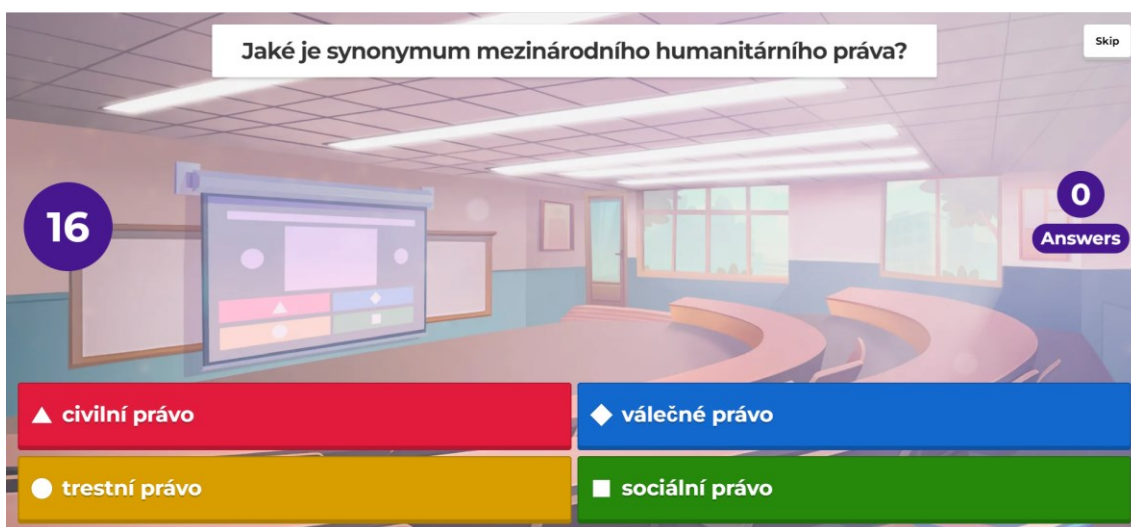 Jaké je synonymum mezinárodního humanitárního práva?
Skip
16
0
Answers
civilní právo
válečné právo
trestní právo
sociální právo